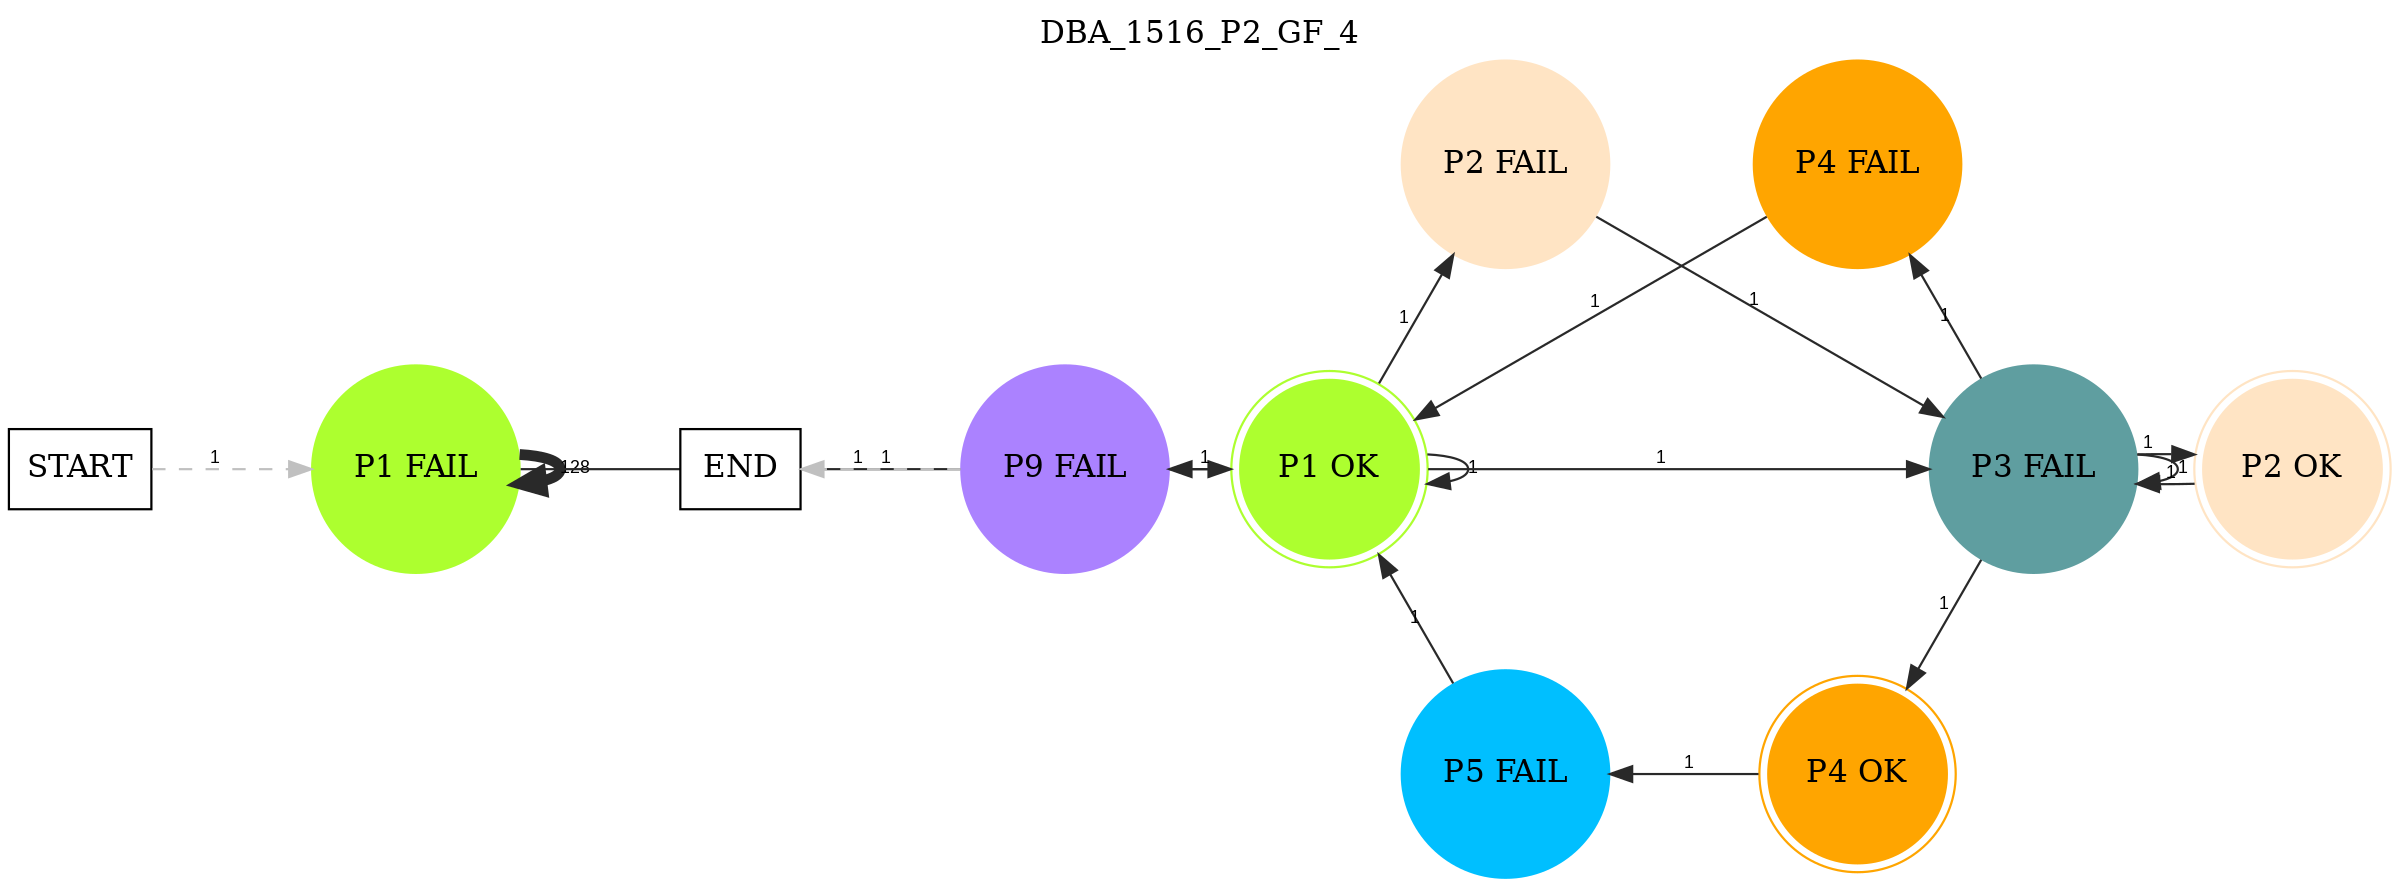 DBA_1516_P2_GF_4
P2 FAIL
P4 FAIL
1
1
1
1
START
1
P1 FAIL
128
END
1
1
P9 FAIL
1
P1 OK
1
1
P3 FAIL
1
1
1
P2 OK
1
1
P5 FAIL
1
P4 OK